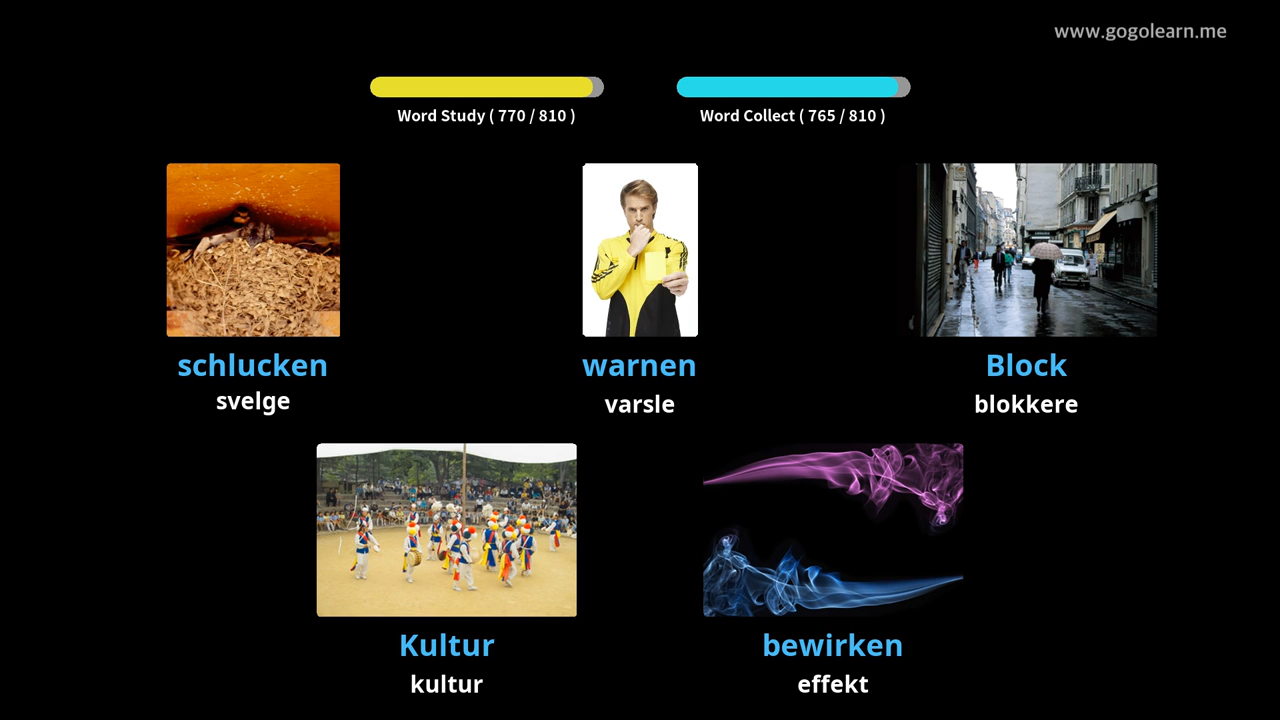 www.gogolearn.me
Word Study ( 770 / 810 )
Word Collect ( 765 / 810 )
schlucken
svelge
warnen
varsle
Block
blokkere
Kultur
kultur
bewirken
effekt